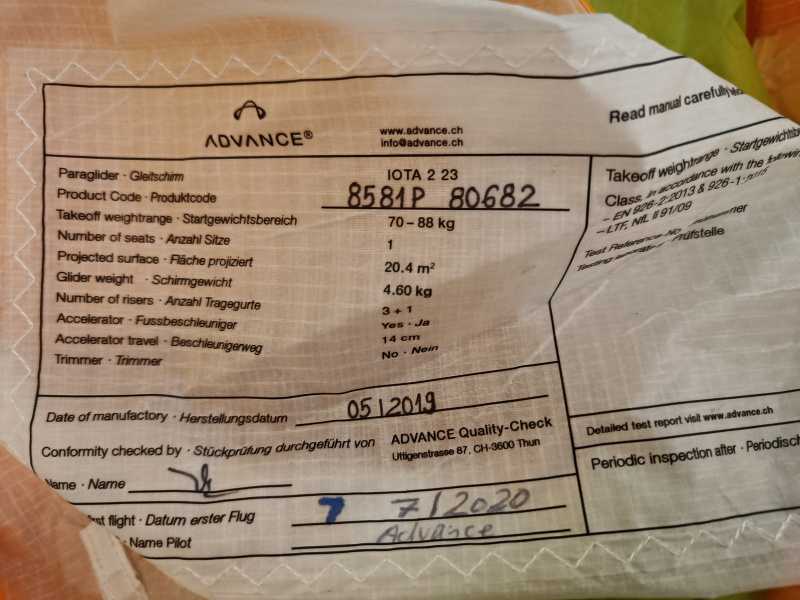 ADVANCE®
www.advance.ch
info@advance.ch
Read manual carefully
Paraglider · Gleitschirm IOTA 2 23
Product Code · Produktcode 8581P 80682
Takeoff weightrange · Startgewichtsbereich 70 – 88 kg
Number of seats · Anzahl Sitze 1
Projected surface · Fläche projiziert 20.4 m²
Glider weight · Schirmgewicht 4.60 kg
Number of risers · Anzahl Tragegurte 3 + 1
Accelerator · Fussbeschleuniger Yes · Ja
Accelerator travel · Beschleunigerweg 14 cm
Trimmer · Trimmer No · Nein
Date of manufactory · Herstellungsdatum 05/2019
Conformity checked by · Stückprüfung durchgeführt von ADVANCE Quality-Check
Uttigenstrasse 87, CH-3600 Thun
Name · Name
first flight · Datum erster Flug 7 7/2020
Name Pilot Advance
Takeoff weightrange · Startgewichtsb
Class. in accordance with the following
– EN 926-2:2013 & 926-1:2015
– LTF, NfL II 91/09
Test Reference-No.
Testing
Detailed test report visit www.advance.ch
Periodic inspection after · Periodisch